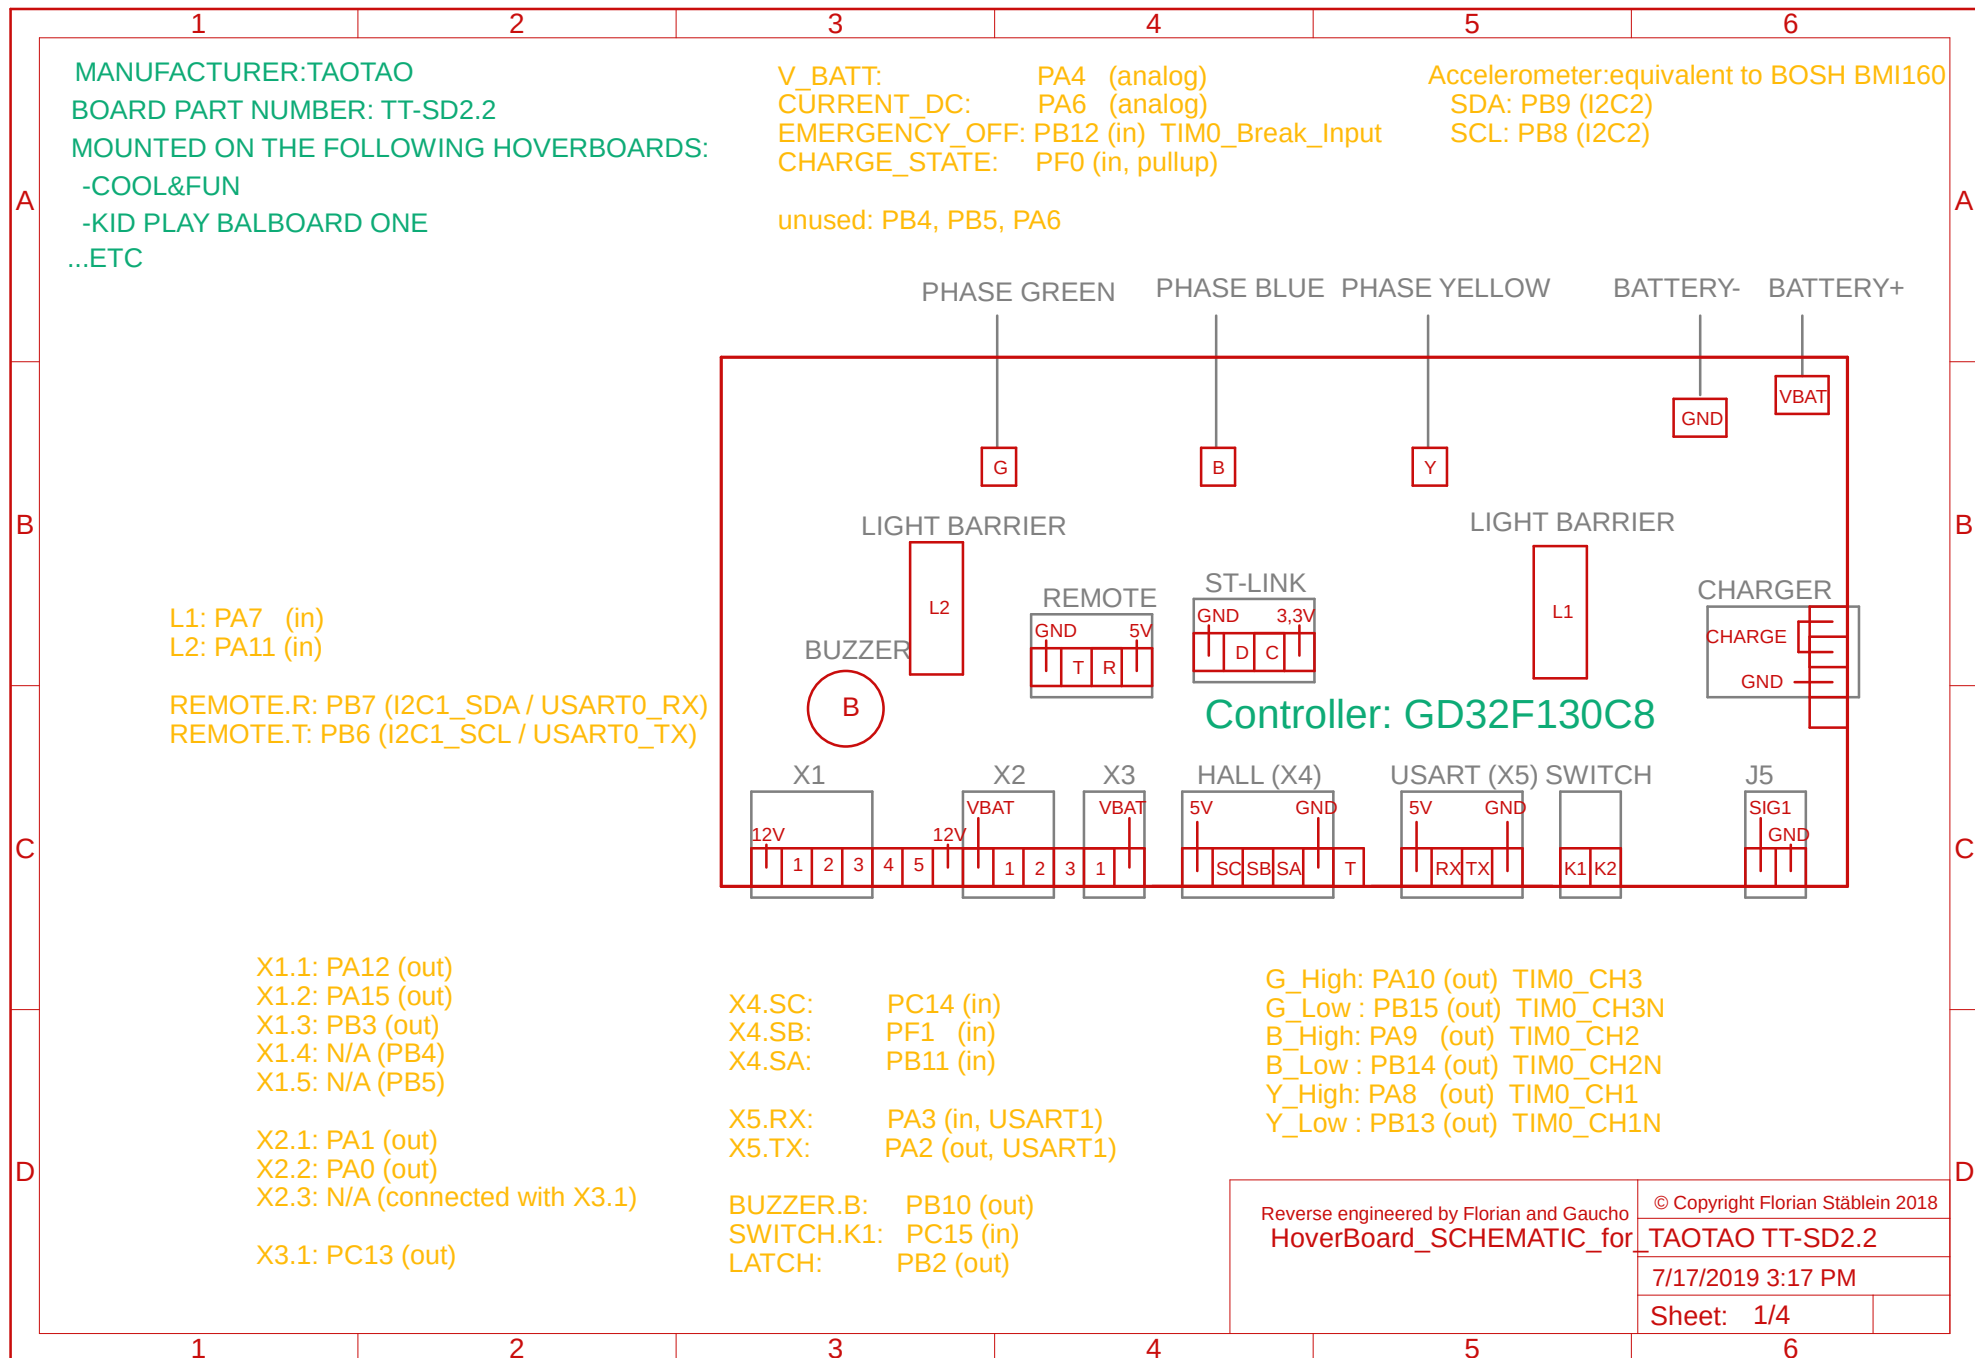 1 2 3 4 5 6
MANUFACTURER:TAOTAO
BOARD PART NUMBER: TT-SD2.2
MOUNTED ON THE FOLLOWING HOVERBOARDS:
-COOL&FUN
-KID PLAY BALBOARD ONE
...ETC
V_BATT: PA4 (analog)
CURRENT_DC: PA6 (analog)
EMERGENCY_OFF: PB12 (in) TIM0_Break_Input
CHARGE_STATE: PF0 (in, pullup)
unused: PB4, PB5, PA6
Accelerometer:equivalent to BOSH BMI160
SDA: PB9 (I2C2)
SCL: PB8 (I2C2)
A A
PHASE GREEN PHASE BLUE PHASE YELLOW BATTERY- BATTERY+
VBAT
GND
G B Y
B B
LIGHT BARRIER LIGHT BARRIER
L2 L1
REMOTE
GND 5V
T R
ST-LINK
GND 3,3V
D C
CHARGER
CHARGE
GND
BUZZER
B
L1: PA7 (in)
L2: PA11 (in)
REMOTE.R: PB7 (I2C1_SDA / USART0_RX)
REMOTE.T: PB6 (I2C1_SCL / USART0_TX)
Controller: GD32F130C8
X1 X2 X3 HALL (X4) USART (X5) SWITCH J5
VBAT VBAT 5V GND 5V GND SIG1
12V 12V GND
1 2 3 4 5 1 2 3 1 SC SB SA T RX TX K1 K2
C C
X1.1: PA12 (out)
X1.2: PA15 (out)
X1.3: PB3 (out)
X1.4: N/A (PB4)
X1.5: N/A (PB5)
X2.1: PA1 (out)
X2.2: PA0 (out)
X2.3: N/A (connected with X3.1)
X3.1: PC13 (out)
X4.SC: PC14 (in)
X4.SB: PF1 (in)
X4.SA: PB11 (in)
X5.RX: PA3 (in, USART1)
X5.TX: PA2 (out, USART1)
BUZZER.B: PB10 (out)
SWITCH.K1: PC15 (in)
LATCH: PB2 (out)
G_High: PA10 (out) TIM0_CH3
G_Low : PB15 (out) TIM0_CH3N
B_High: PA9 (out) TIM0_CH2
B_Low : PB14 (out) TIM0_CH2N
Y_High: PA8 (out) TIM0_CH1
Y_Low : PB13 (out) TIM0_CH1N
D D
Reverse engineered by Florian and Gaucho
© Copyright Florian Stäblein 2018
HoverBoard_SCHEMATIC_for_TAOTAO TT-SD2.2
7/17/2019 3:17 PM
Sheet: 1/4
1 2 3 4 5 6